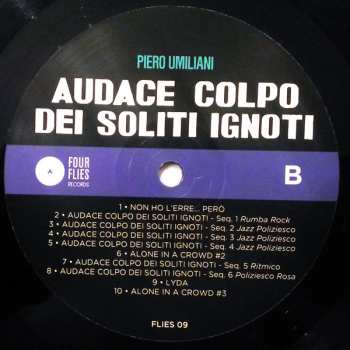 PIERO UMILIANI
AUDACE COLPO
DEI SOLITI IGNOTI
FOUR
FLIES
RECORDS
B
1 • NON HO L'ERRE... PERÒ
2 • AUDACE COLPO DEI SOLITI IGNOTI - Seq. 1 Rumba Rock
3 • AUDACE COLPO DEI SOLITI IGNOTI - Seq. 2 Jazz Poliziesco
4 • AUDACE COLPO DEI SOLITI IGNOTI - Seq. 3 Jazz Poliziesco
5 • AUDACE COLPO DEI SOLITI IGNOTI - Seq. 4 Jazz Poliziesco
6 • ALONE IN A CROWD #2
7 • AUDACE COLPO DEI SOLITI IGNOTI - Seq. 5 Ritmico
8 • AUDACE COLPO DEI SOLITI IGNOTI - Seq. 6 Poliziesco Rosa
9 • LYDA
10 • ALONE IN A CROWD #3
FLIES 09